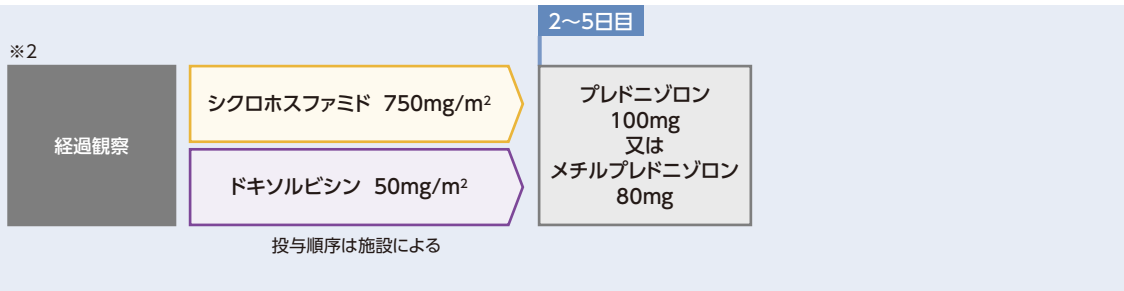 2～5日目
※2
経過観察
シクロホスファミド 750mg/m²
ドキソルビシン 50mg/m²
投与順序は施設による
プレドニゾロン
100mg
又は
メチルプレドニゾロン
80mg